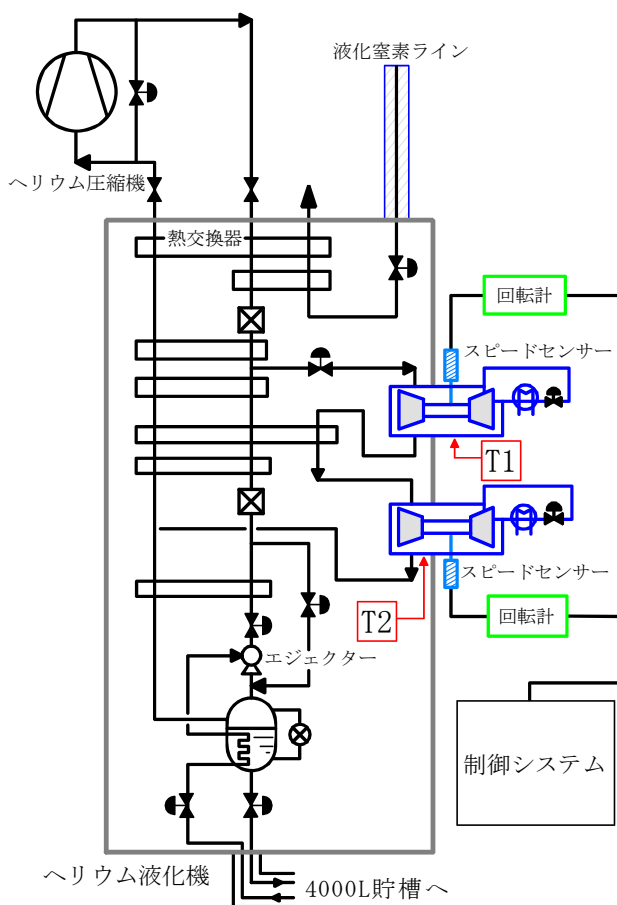 液化窒素ライン
ヘリウム圧縮機
熱交換器
回転計
スピードセンサー
T1
スピードセンサー
T2
回転計
エジェクター
制御システム
ヘリウム液化機
4000L貯槽へ